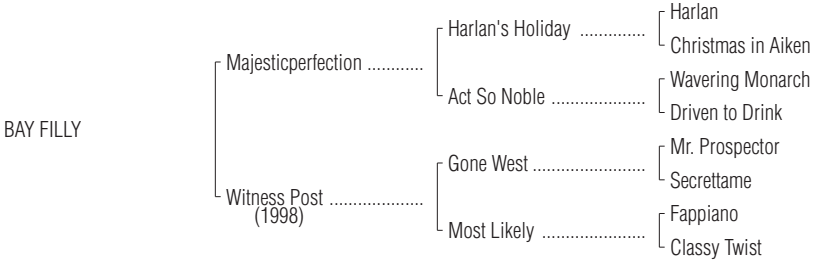 Harlan
Harlan's Holiday ..............
Christmas in Aiken
Majesticperfection ............
Wavering Monarch
Act So Noble ....................
Driven to Drink
BAY FILLY
Mr. Prospector
Gone West ........................
Secrettame
Witness Post ....................
(1998)
Fappiano
Most Likely ......................
Classy Twist